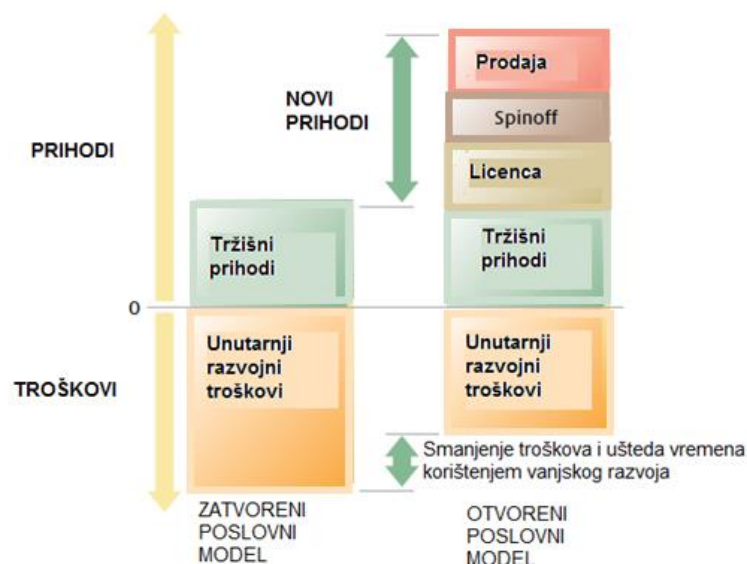 Prodaja
NOVI
PRIHODI
Spinoff
PRIHODI
Licenca
Tržišni
prihodi
Tržišni
prihodi
0
Unutarnji
razvojni
troškovi
Unutarnji
razvojni
troškovi
TROŠKOVI
Smanjenje troškova i ušteda vremena
korištenjem vanjskog razvoja
ZATVORENI
POSLOVNI
MODEL
OTVORENI
POSLOVNI
MODEL